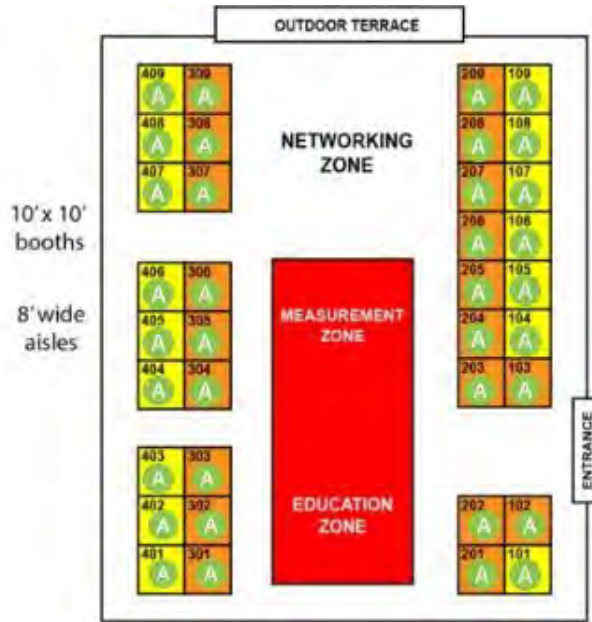 OUTDOOR TERRACE
409 309
A A
408 308
A A
407 307
A A
NETWORKING
ZONE
209 109
A A
208 108
A A
207 107
A A
206 106
A A
205 105
A A
204 104
A A
203 103
A A
10' x 10'
booths
8' wide
aisles
406 306
A A
405 305
A A
404 304
A A
MEASUREMENT
ZONE
ENTRANCE
403 303
A A
402 302
A A
401 301
A A
EDUCATION
ZONE
202 102
A A
201 101
A A